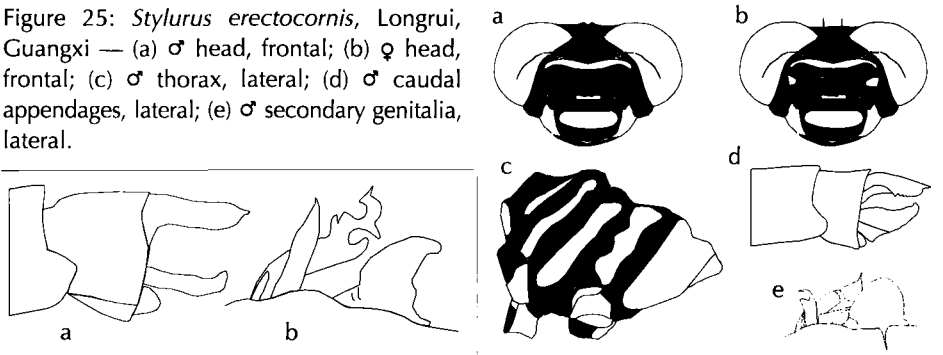 Figure 25: Stylurus erectocornis, Longrui,
Guangxi — (a) ♂ head, frontal; (b) ♀ head,
frontal; (c) ♂ thorax, lateral; (d) ♂ caudal
appendages, lateral; (e) ♂ secondary genitalia,
lateral.
a
b
a
b
c
d
e